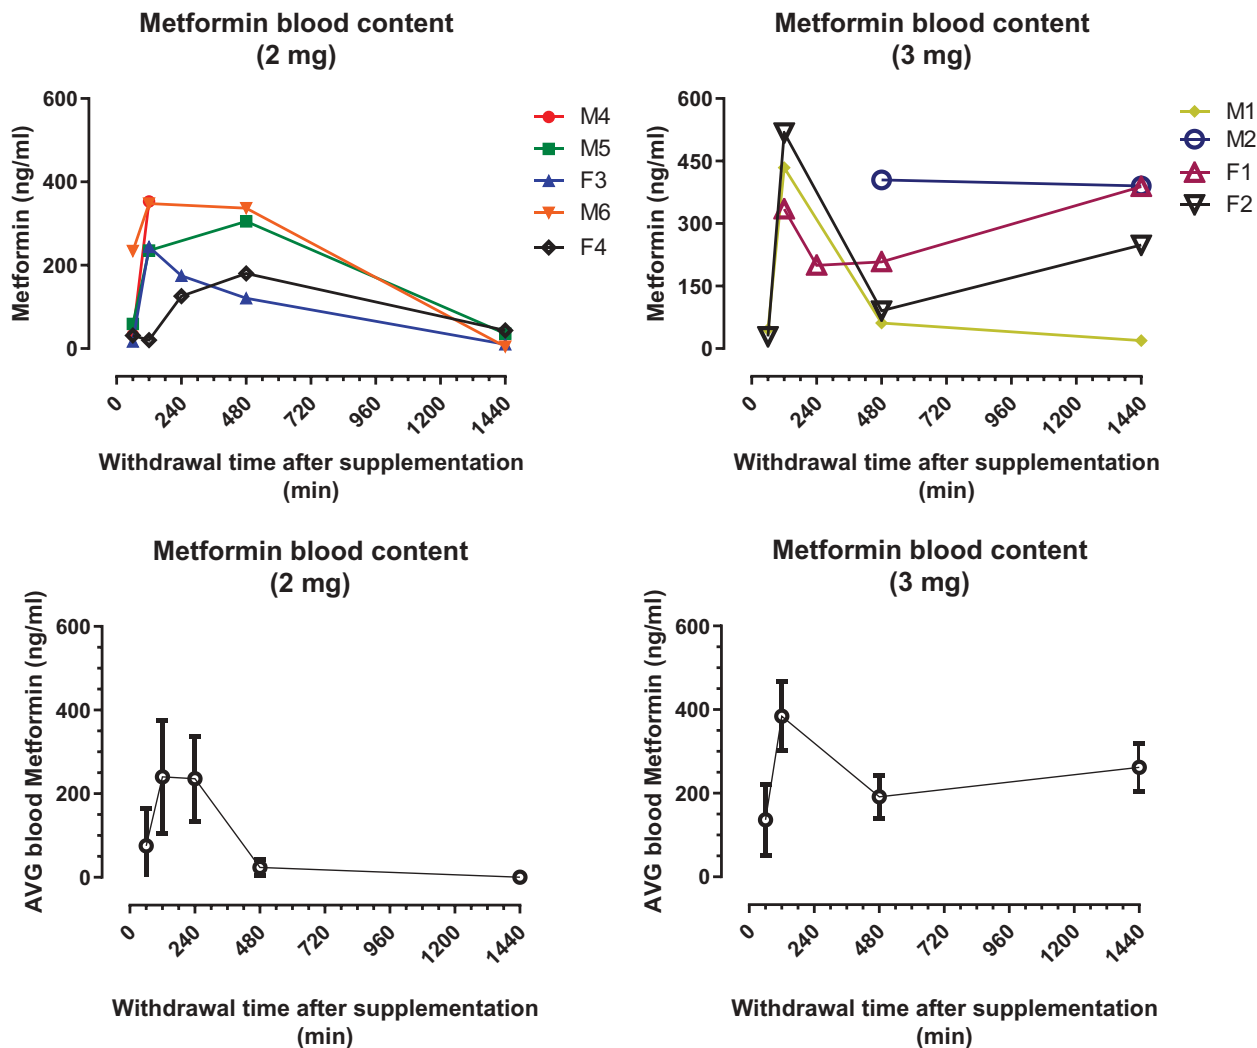 Metformin blood content
(2 mg)
Metformin (ng/ml)
600
400
200
0
0
240
480
720
960
1200
1440
Withdrawal time after supplementation
(min)
M4
M5
F3
M6
F4
Metformin blood content
(3 mg)
Metformin (ng/ml)
600
450
300
150
0
0
240
480
720
960
1200
1440
Withdrawal time after supplementation
(min)
M1
M2
F1
F2
Metformin blood content
(2 mg)
AVG blood Metformin (ng/ml)
600
400
200
0
0
240
480
720
960
1200
1440
Withdrawal time after supplementation
(min)
Metformin blood content
(3 mg)
AVG blood Metformin (ng/ml)
600
400
200
0
0
240
480
720
960
1200
1440
Withdrawal time after supplementation
(min)